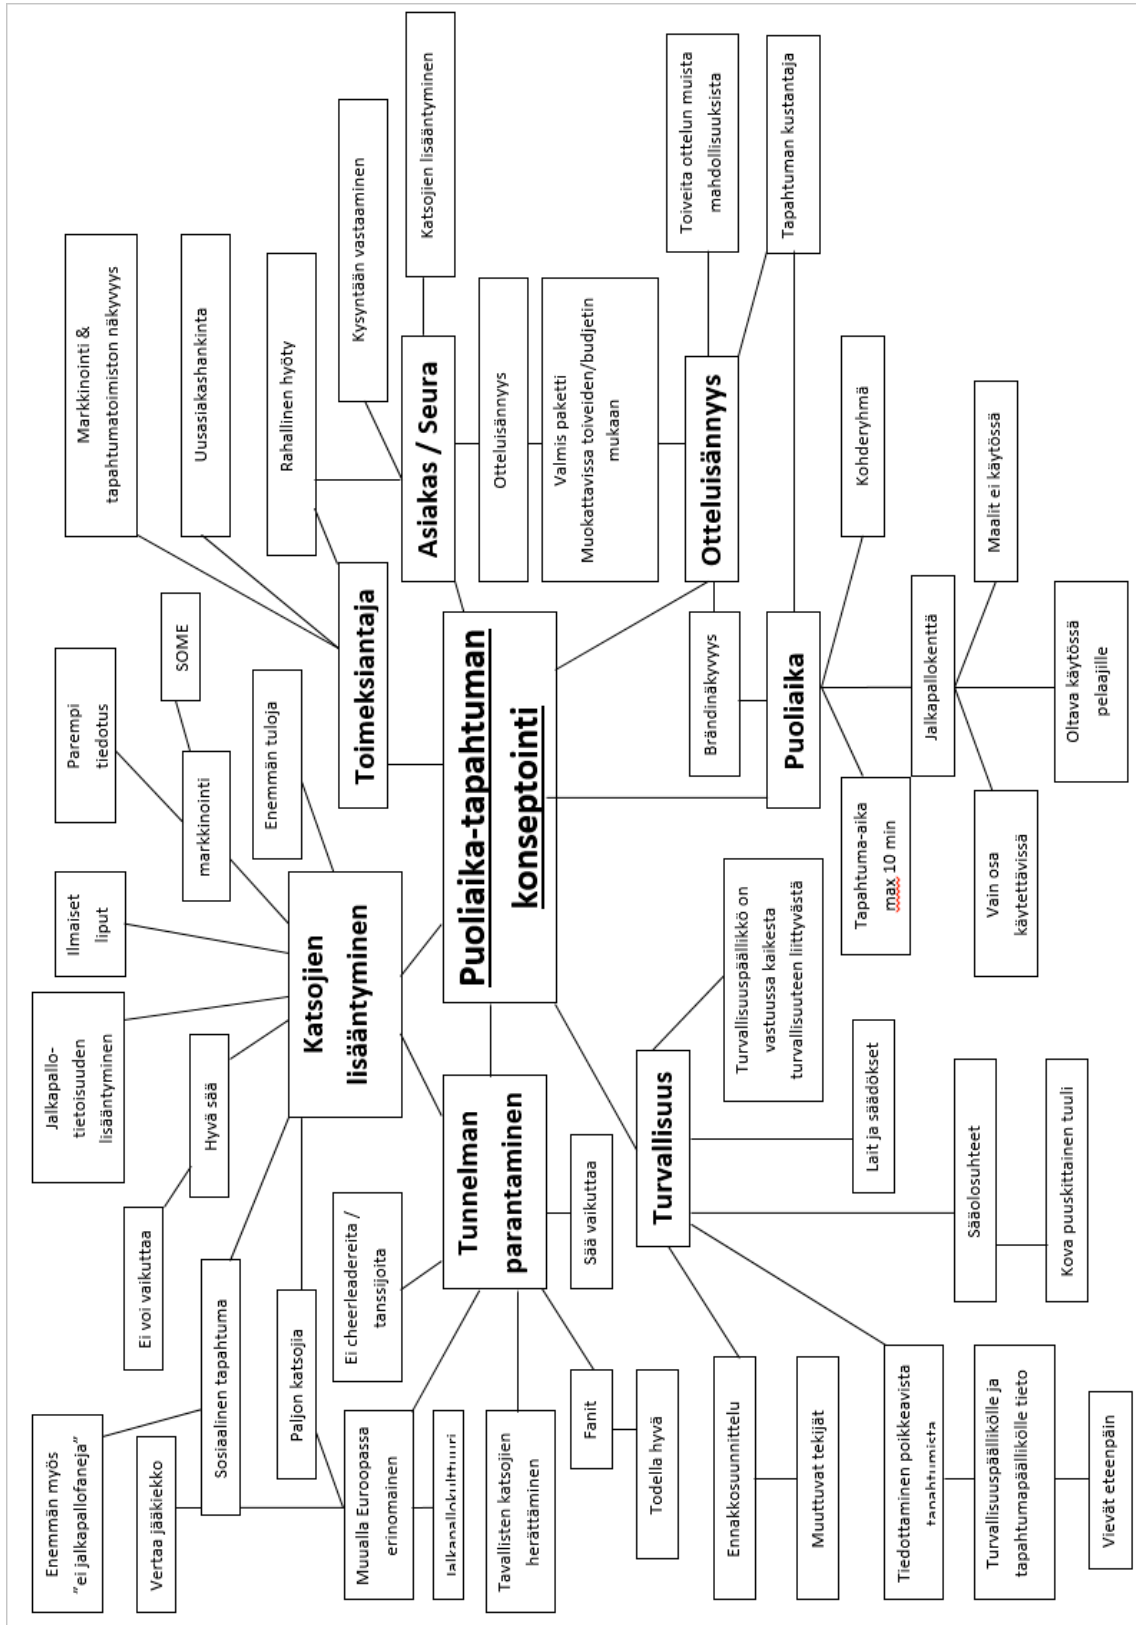 Enemmän myös
”ei jalkapallofaneja”
Vertaa jääkiekko
Sosiaalinen tapahtuma
Ei voi vaikuttaa
Hyvä sää
Jalkapallo-
tietoisuuden
lisääntyminen
Ilmaiset
liput
Parempi
tiedotus
markkinointi
SOME
Enemmän tuloja
Markkinointi &
tapahtumatoimiston näkyvyys
Uusasiakashankinta
Rahallinen hyöty
Kysyntään vastaaminen
Katsojien lisääntyminen
Paljon katsojia
Katsojien
lisääntyminen
Toimeksiantaja
Asiakas / Seura
Muualla Euroopassa
erinomainen
jalkapallokulttuuri
Ei cheerleadereita /
tanssijoita
Tunnelman
parantaminen
Puoliaika-tapahtuman
konseptointi
Otteluisännyys
Valmis paketti
Muokattavissa toiveiden/budjetin
mukaan
Tavallisten katsojien
herättäminen
Fanit
Todella hyvä
Sää vaikuttaa
Turvallisuus
Turvallisuuspäällikkö on
vastuussa kaikesta
turvallisuuteen liittyvästä
Brändinäkyvyys
Otteluisännyys
Toiveita ottelun muista
mahdollisuuksista
Tapahtuman kustantaja
Puoliaika
Ennakkosuunnittelu
Muuttuvat tekijät
Lait ja säädökset
Tapahtuma-aika
max 10 min
Kohderyhmä
Jalkapallokenttä
Tiedottaminen poikkeavista
tapahtumista
Turvallisuuspäällikölle ja
tapahtumapäällikölle tieto
Vievät eteenpäin
Sääolosuhteet
Kova puuskittainen tuuli
Vain osa
käytettävissä
Maalit ei käytössä
Oltava käytössä
pelaajille